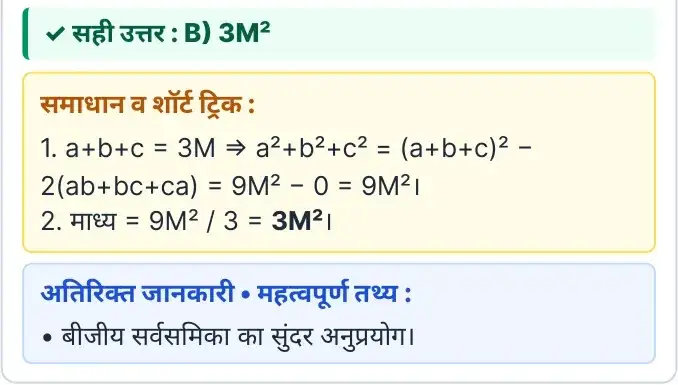 ✓ सही उत्तर : B) 3M²
समाधान व शॉर्ट ट्रिक :
1. a+b+c = 3M ⇒ a²+b²+c² = (a+b+c)² −
2(ab+bc+ca) = 9M² − 0 = 9M²।
2. माध्य = 9M² / 3 = 3M²।
अतिरिक्त जानकारी • महत्वपूर्ण तथ्य :
• बीजीय सर्वसमिका का सुंदर अनुप्रयोग।